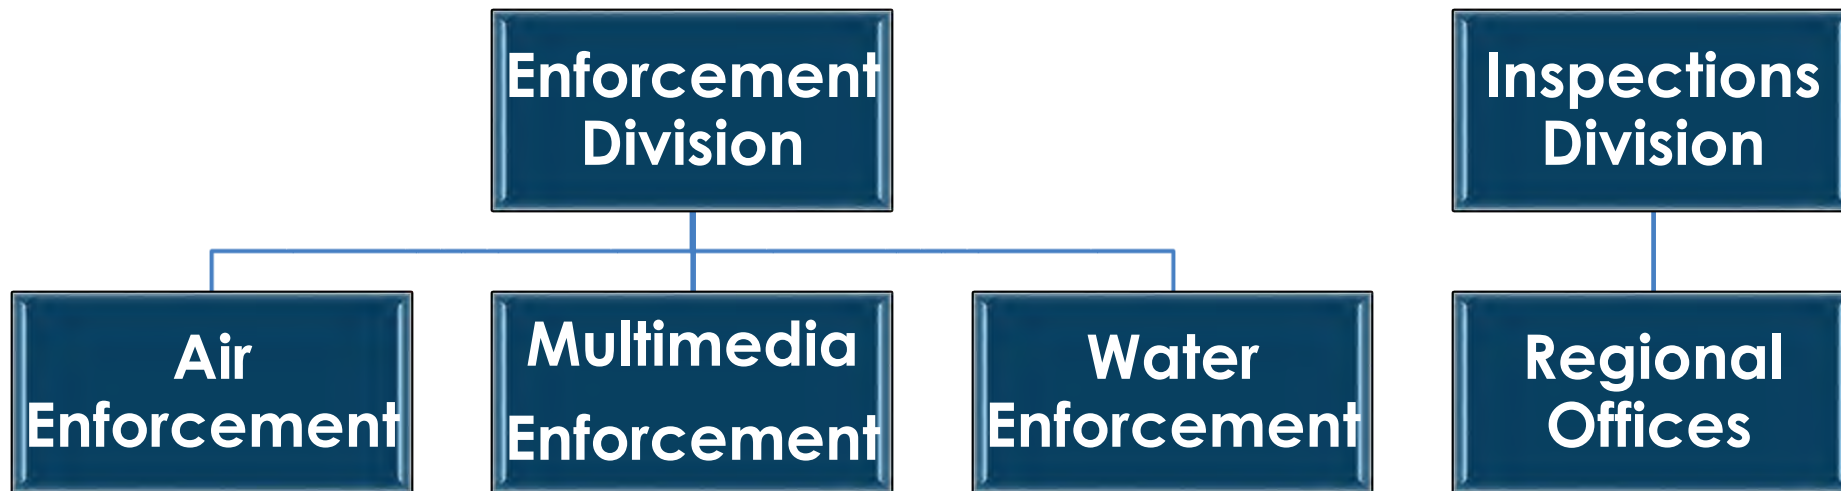 Enforcement
Division
Inspections
Division
Air
Enforcement
Multimedia
Enforcement
Water
Enforcement
Regional
Offices